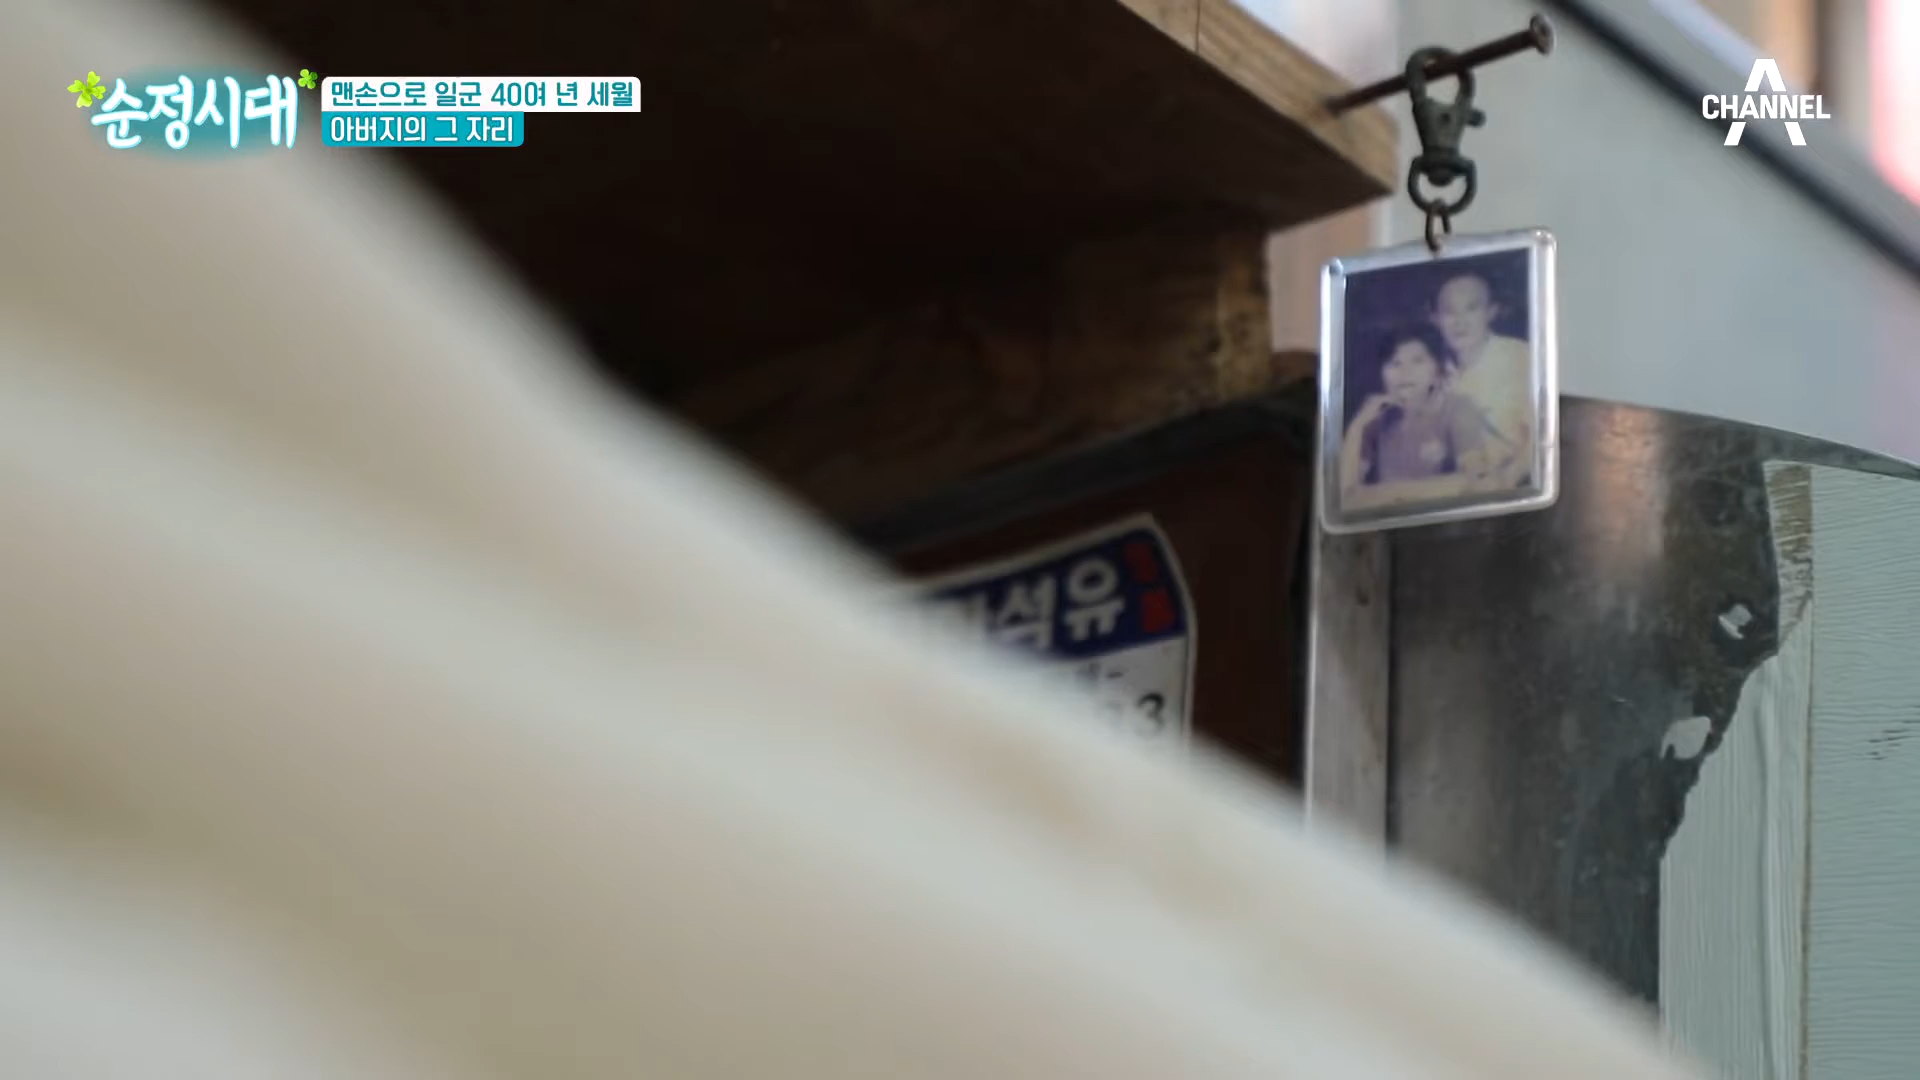 순정시대
맨손으로 일군 40여 년 세월
아버지의 그 자리
CHANNEL A
석유
3